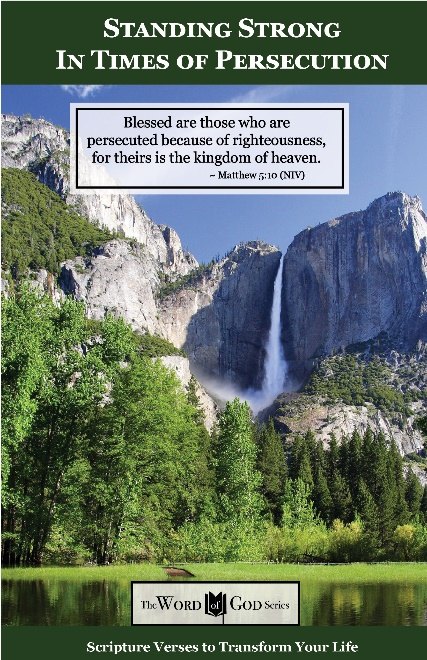 Standing Strong
In Times of Persecution
Blessed are those who are
persecuted because of righteousness,
for theirs is the kingdom of heaven.
~ Matthew 5:10 (NIV)
The Word of God Series
Scripture Verses to Transform Your Life